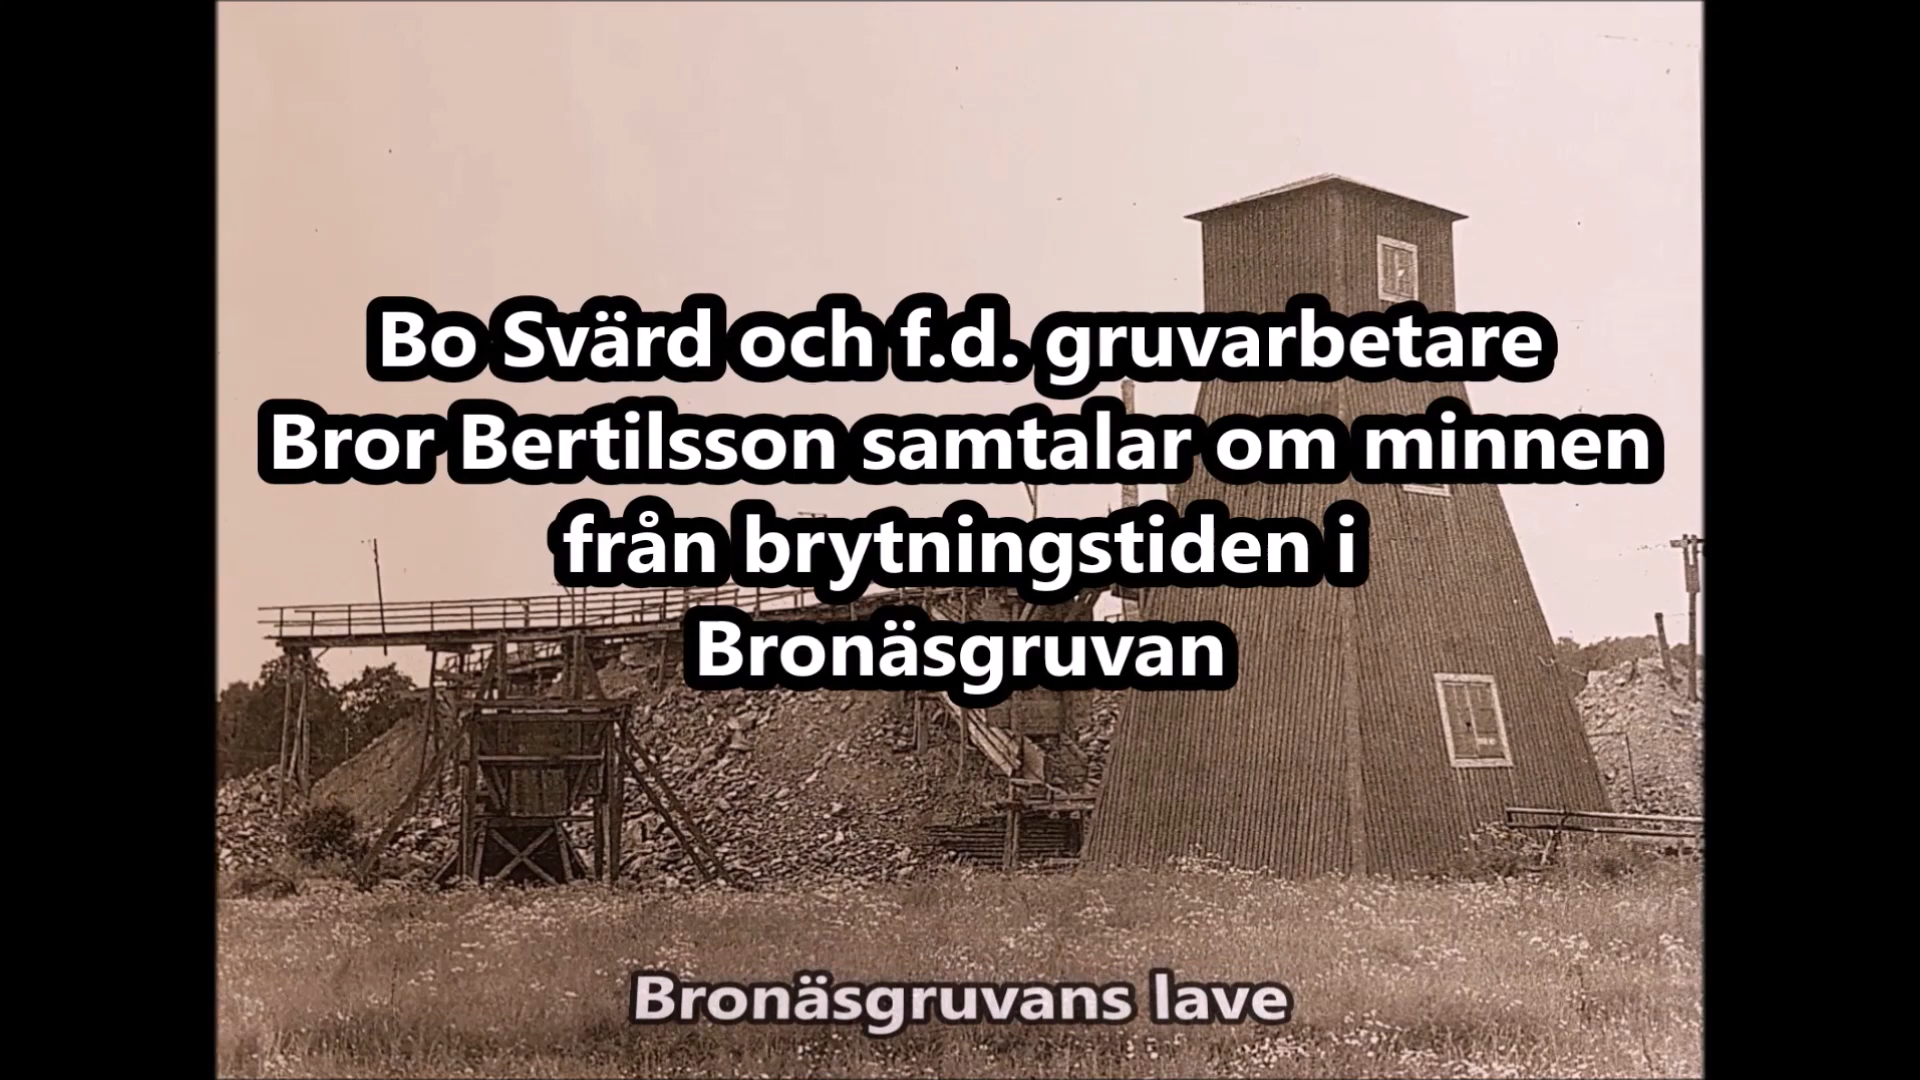 Bo Svärd och f.d. gruvarbetare
Bror Bertilsson samtalar om minnen
från brytningstiden i
Bronäsgruvan
Bronäsgruvans lave